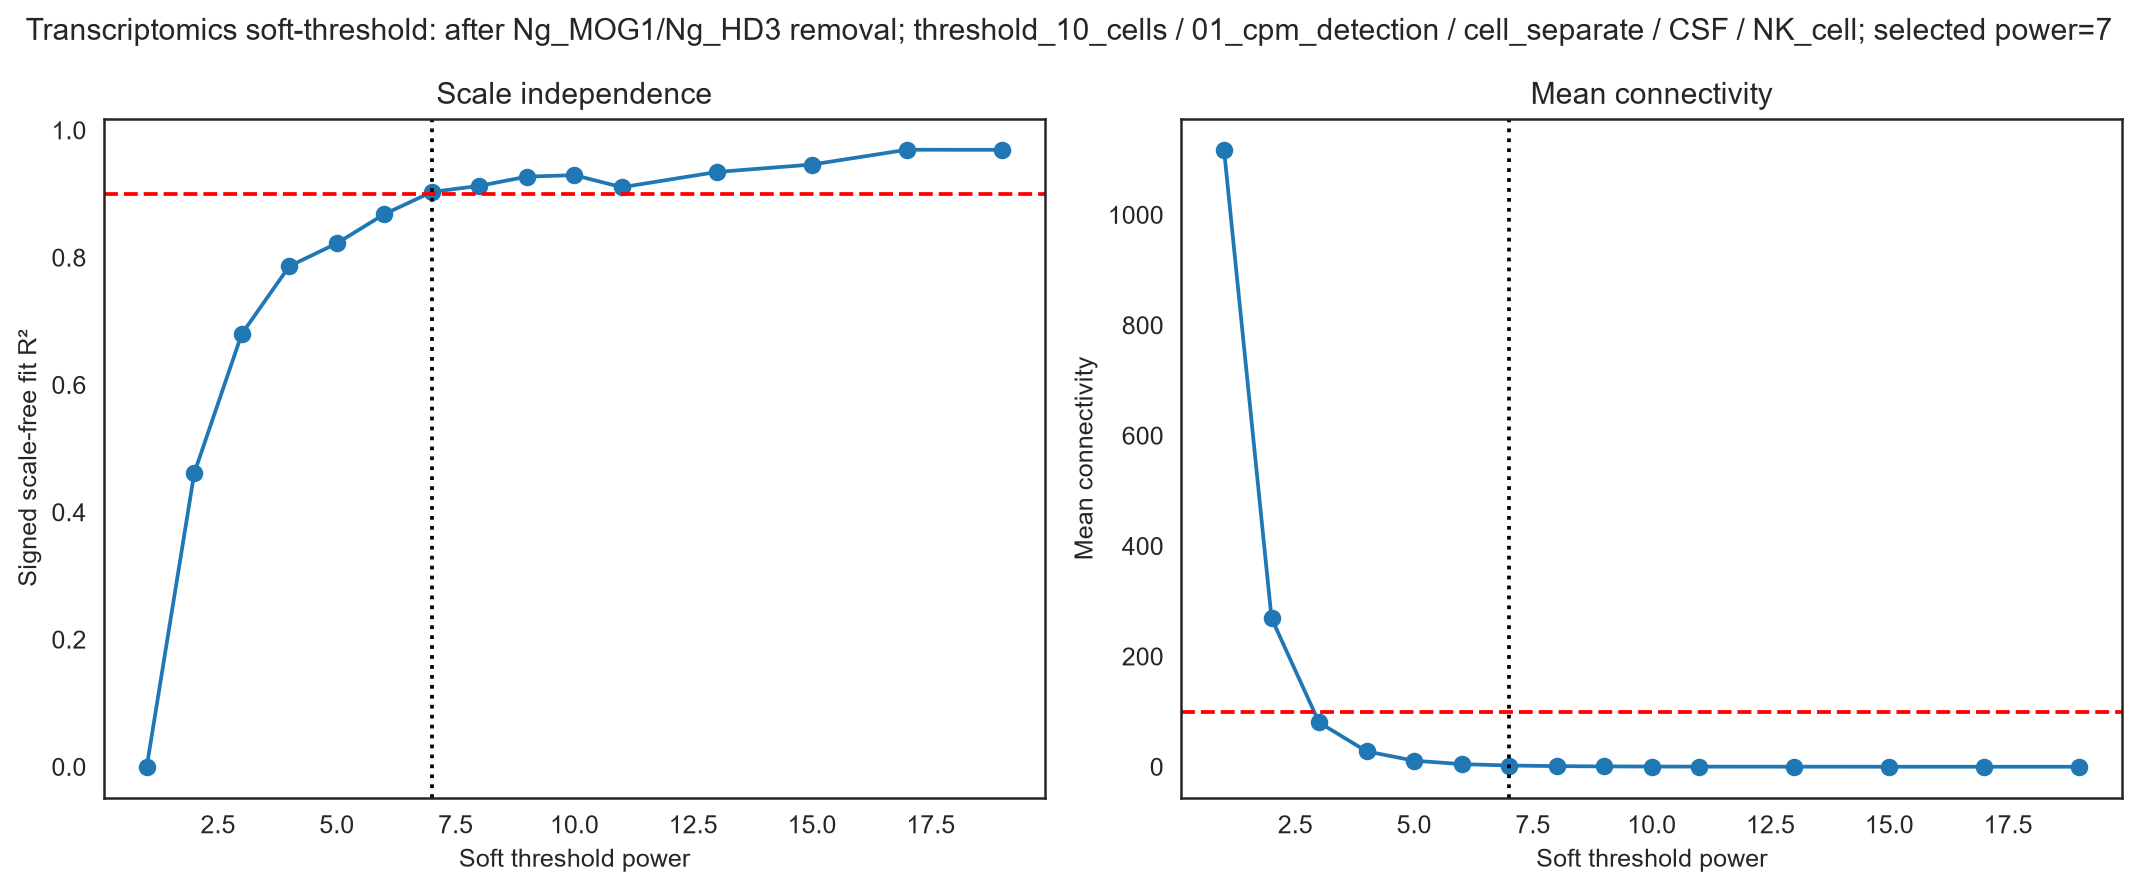 Transcriptomics soft-threshold: after Ng_MOG1/Ng_HD3 removal; threshold_10_cells / 01_cpm_detection / cell_separate / CSF / NK_cell; selected power=7
Scale independence
Signed scale-free fit R²
1.0
0.8
0.6
0.4
0.2
0.0
2.5 5.0 7.5 10.0 12.5 15.0 17.5
Soft threshold power
Mean connectivity
Mean connectivity
1000
800
600
400
200
0
2.5 5.0 7.5 10.0 12.5 15.0 17.5
Soft threshold power